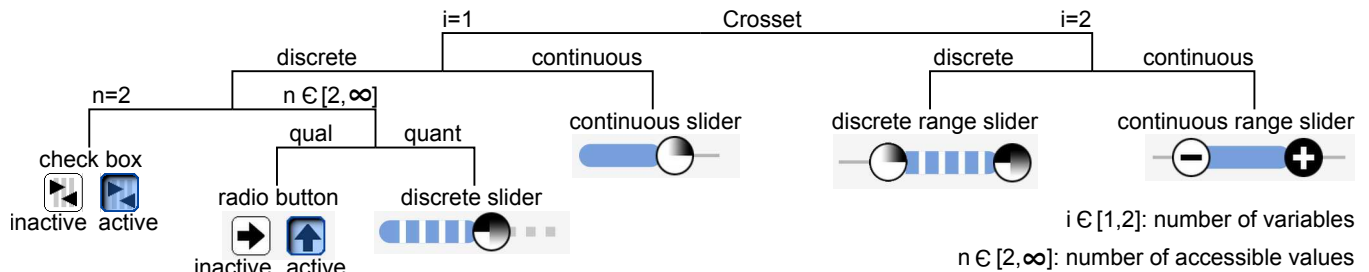 i=1 Crosset i=2
discrete continuous discrete continuous
n=2 n Є [2,∞]
qual quant continuous slider discrete range slider continuous range slider
check box
radio button discrete slider
inactive active
i Є [1,2]: number of variables
n Є [2,∞]: number of accessible values
inactive active